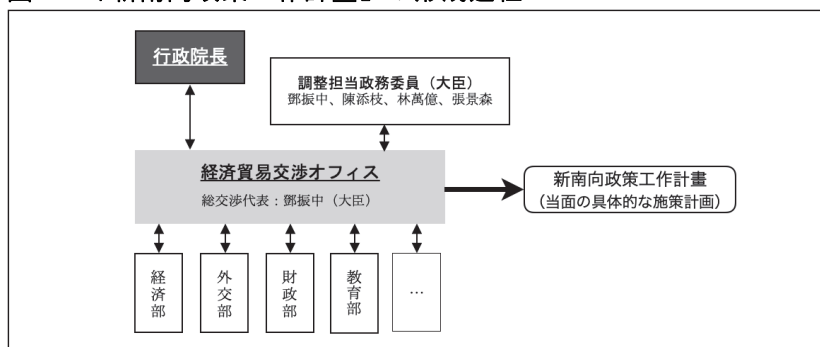 行政院長
調整担当政務委員（大臣）
鄧振中、陳添枝、林萬億、張景森
経済貿易交渉オフィス
総交渉代表：鄧振中（大臣）
新南向政策工作計畫
（当面の具体的な施策計画）
経済部
外交部
財政部
教育部
…